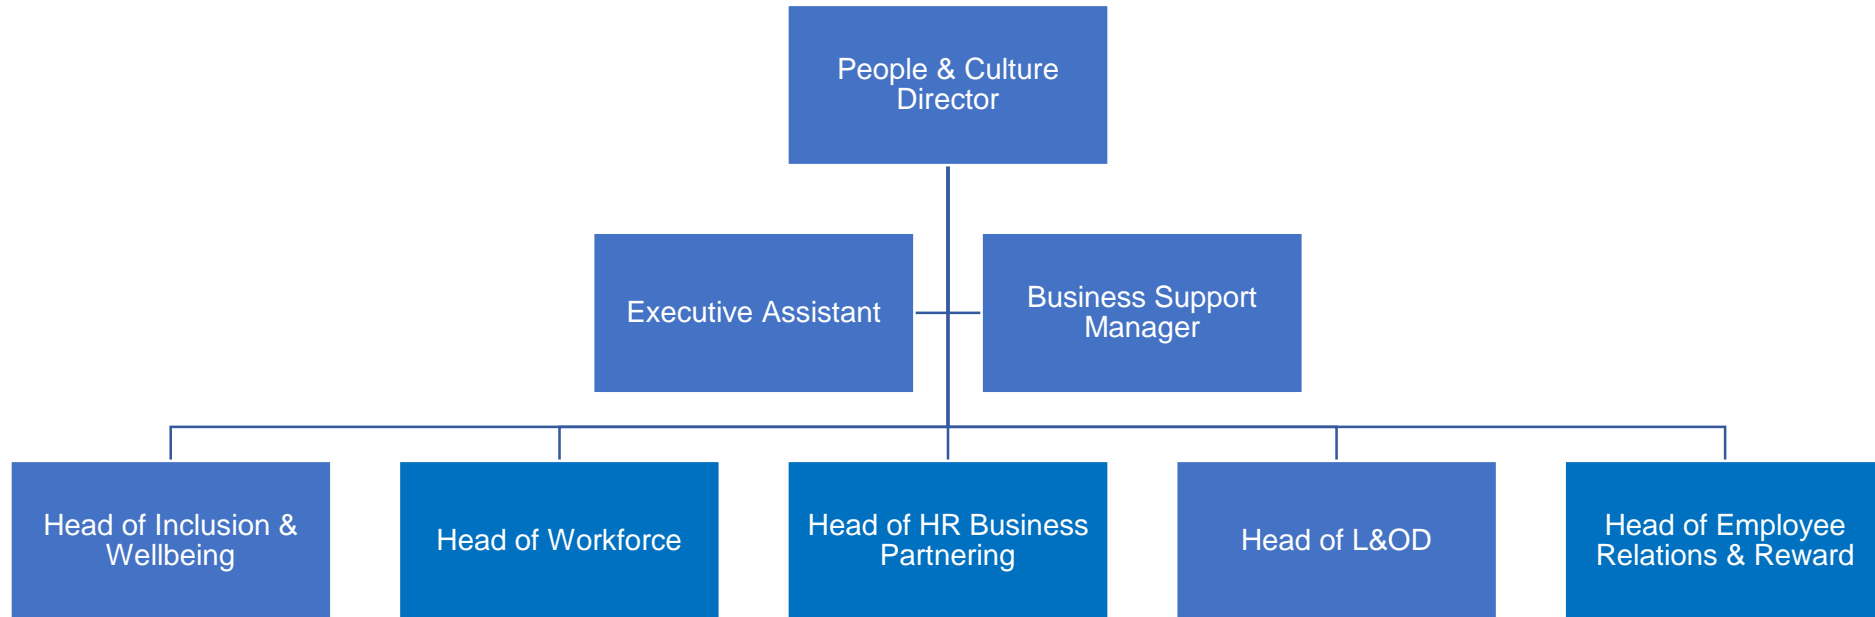 People & Culture
Director
Executive Assistant
Business Support
Manager
Head of Inclusion &
Wellbeing
Head of Workforce
Head of HR Business
Partnering
Head of L&OD
Head of Employee
Relations & Reward